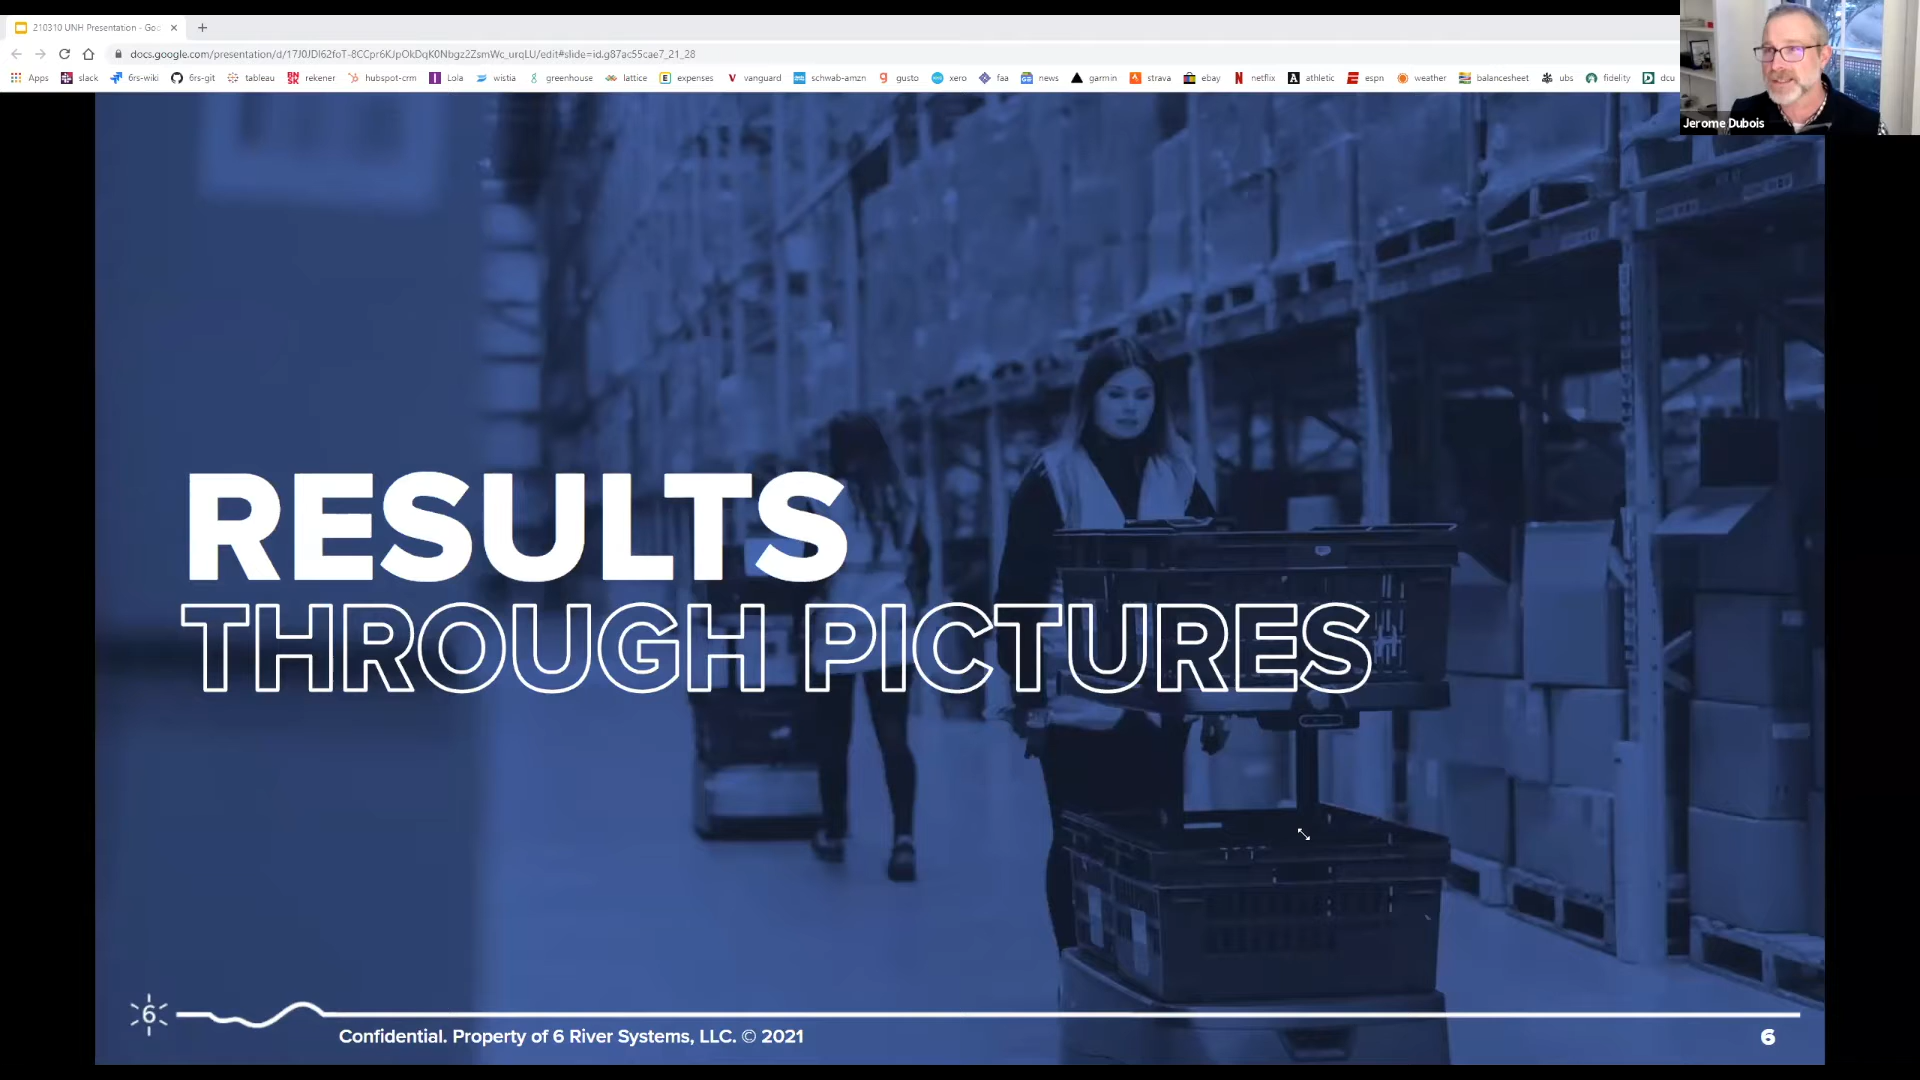 210310 UNH Presentation - Goo
docs.google.com/presentation/d/17J0JDl62foT-8CCpr6KJpOkDqK0Nbgz2ZsmWc_urqLU/edit#slide=id.g87ac55cae7_21_28
Apps slack 6rs-wiki 6rs-git tableau rekener hubspot-crm Lola wistia greenhouse lattice expenses vanguard schwab-amzn gusto xero faa news garmin strava ebay netflix athletic espn weather balancesheet ubs fidelity dcu
Jerome Dubois
RESULTS
THROUGH PICTURES
6
Confidential. Property of 6 River Systems, LLC. © 2021
6